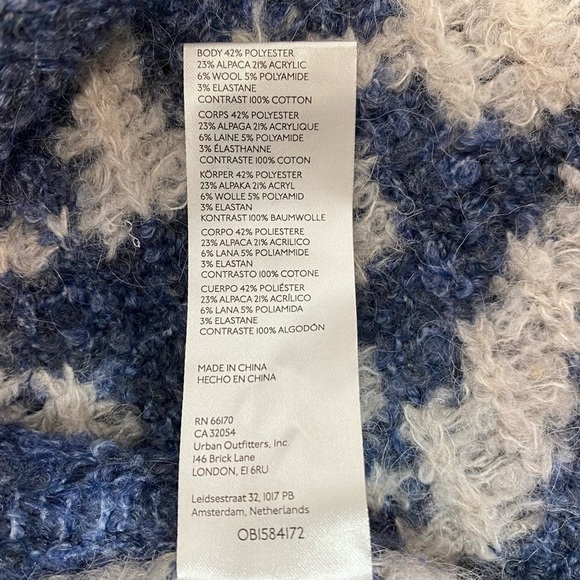 BODY 42% POLYESTER
23% ALPACA 21% ACRYLIC
6% WOOL 5% POLYAMIDE
3% ELASTANE
CONTRAST 100% COTTON
CORPS 42% POLYESTER
23% ALPAGA 21% ACRYLIQUE
6% LAINE 5% POLYAMIDE
3% ÉLASTHANNE
CONTRASTE 100% COTON
KÖRPER 42% POLYESTER
23% ALPAKA 21% ACRYL
6% WOLLE 5% POLYAMID
3% ELASTAN
KONTRAST 100% BAUMWOLLE
CORPO 42% POLIESTERE
23% ALPACA 21% ACRILICO
6% LANA 5% POLIAMMIDE
3% ELASTAN
CONTRASTO 100% COTONE
CUERPO 42% POLIÉSTER
23% ALPACA 21% ACRÍLICO
6% LANA 5% POLIAMIDA
3% ELASTANE
CONTRASTE 100% ALGODÓN
MADE IN CHINA
HECHO EN CHINA
RN 66170
CA 32054
Urban Outfitters, Inc.
146 Brick Lane
LONDON, E1 6RU
Leidsestraat 32, 1017 PB
Amsterdam, Netherlands
OB1584172